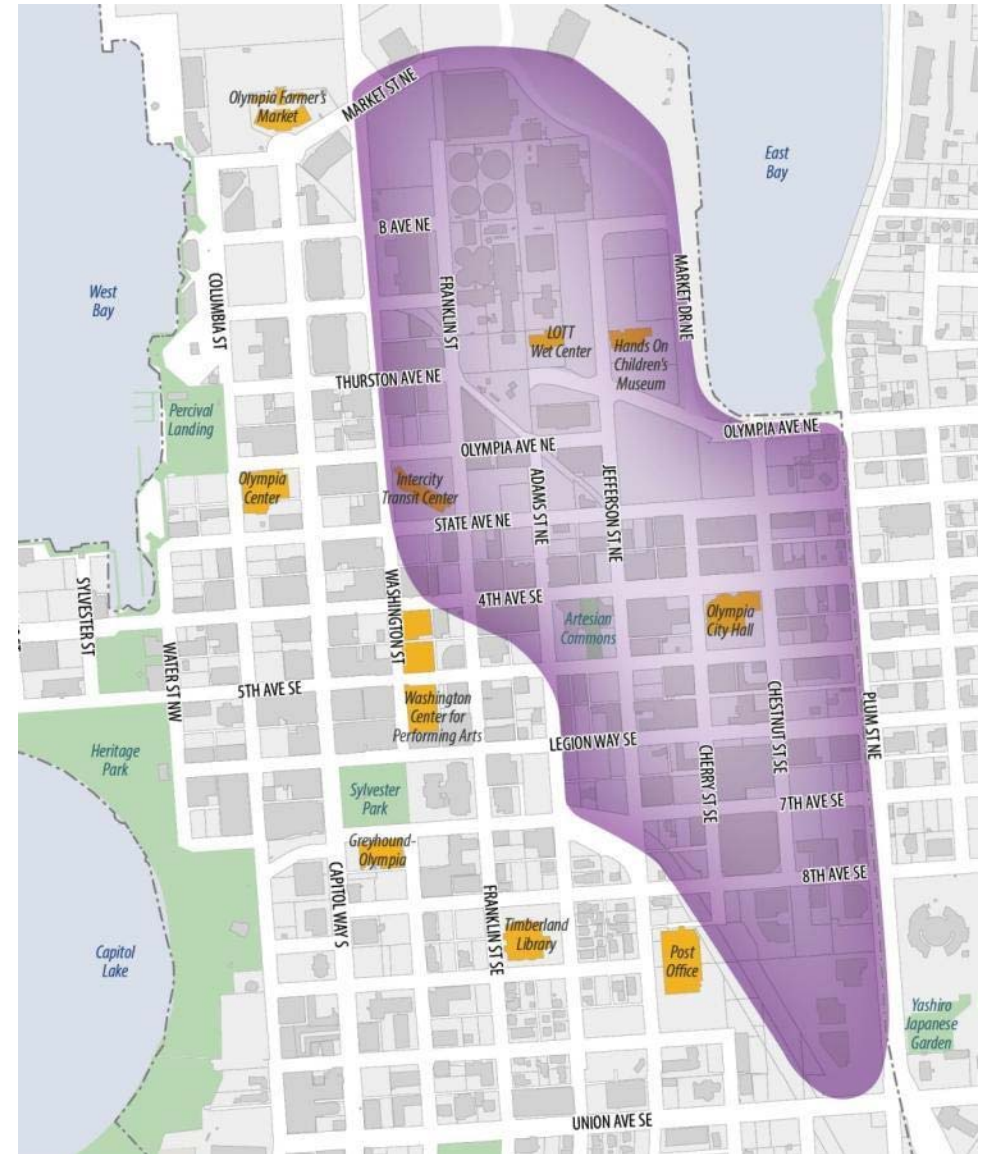 Olympia Farmer's
Market
MARKET ST NE
East
Bay
B AVE NE
West
Bay
COLUMBIA ST
FRANKLIN ST
MARKET DR NE
LOTT
Wet Center
Hands On
Children's
Museum
THURSTON AVE NE
Percival
Landing
OLYMPIA AVE NE
OLYMPIA AVE NE
Olympia
Center
Intercity
Transit Center
ADAMS ST NE
JEFFERSON ST NE
STATE AVE NE
SYLVESTER ST
WASHINGTON ST
4TH AVE SE
Artesian
Commons
Olympia
City Hall
WATER ST NW
5TH AVE SE
Washington
Center for
Performing Arts
CHESTNUT ST SE
PLUM ST NE
Heritage
Park
LEGION WAY SE
CHERRY ST SE
Sylvester
Park
7TH AVE SE
Greyhound-
Olympia
8TH AVE SE
CAPITOL WAY S
FRANKLIN ST SE
Timberland
Library
Post
Office
Capitol
Lake
Yashiro
Japanese
Garden
UNION AVE SE